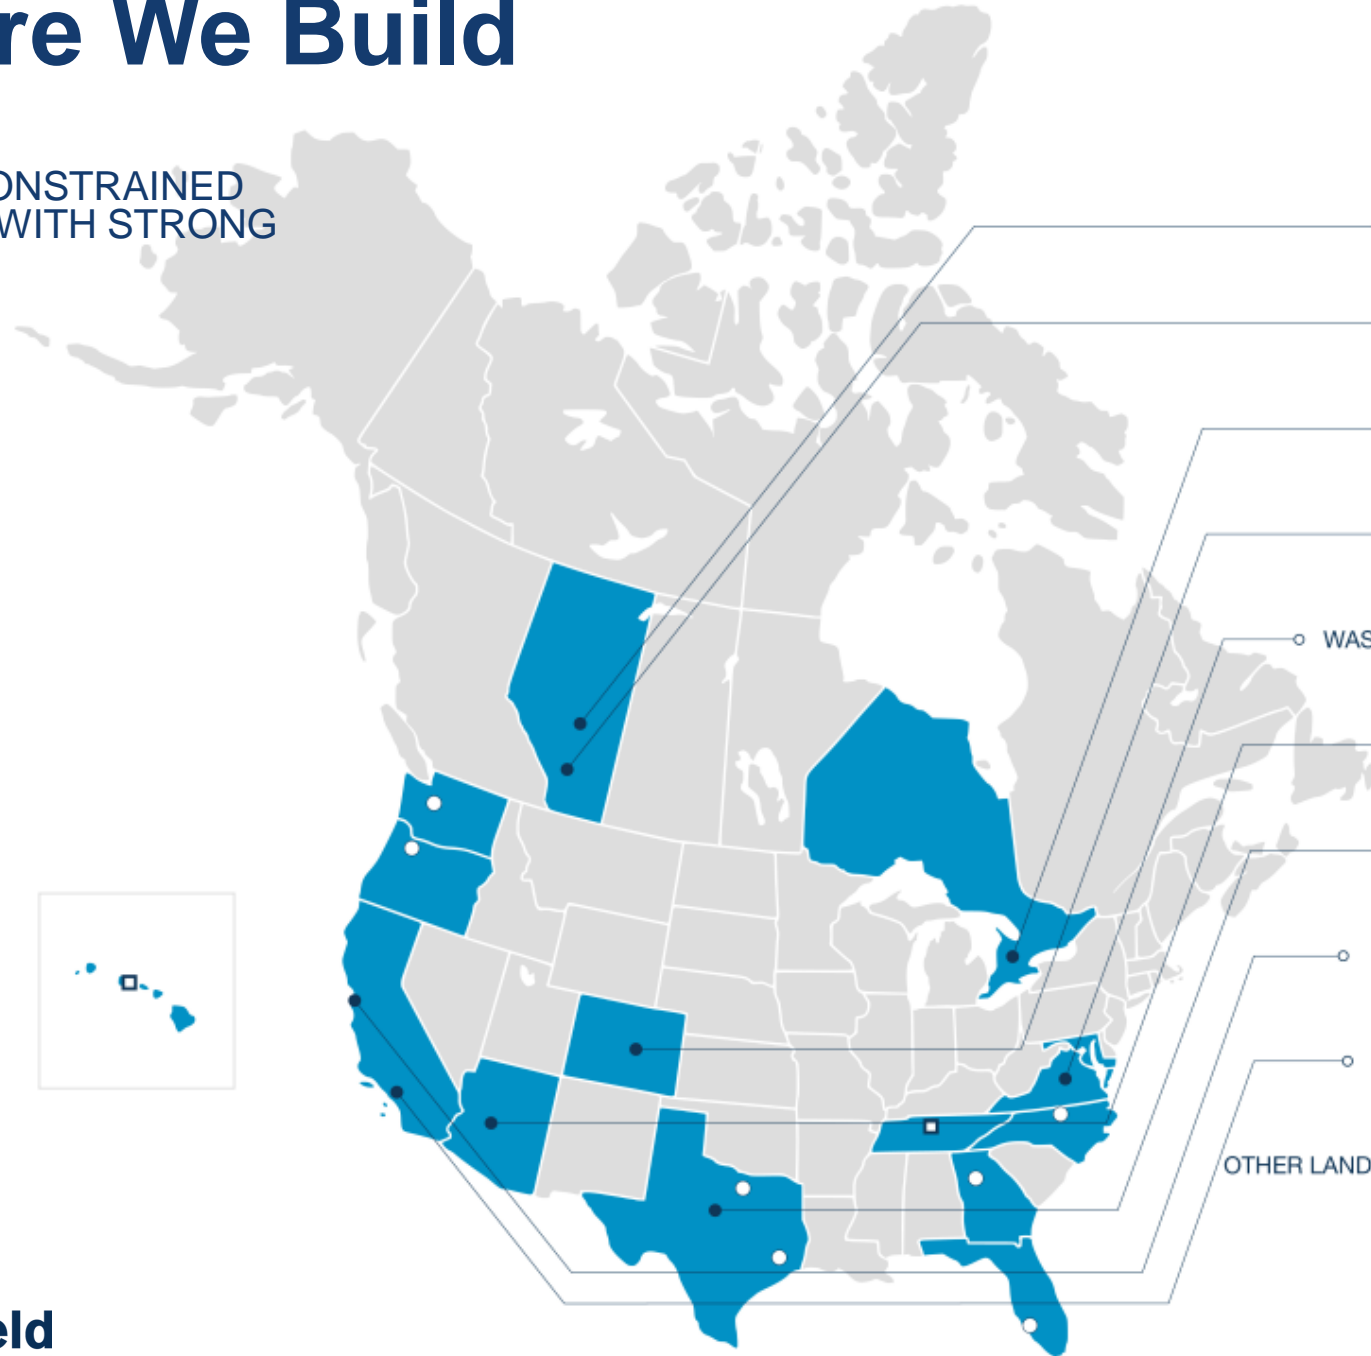 re We Build
ONSTRAINED
WITH STRONG
WAS
OTHER LAND
eld